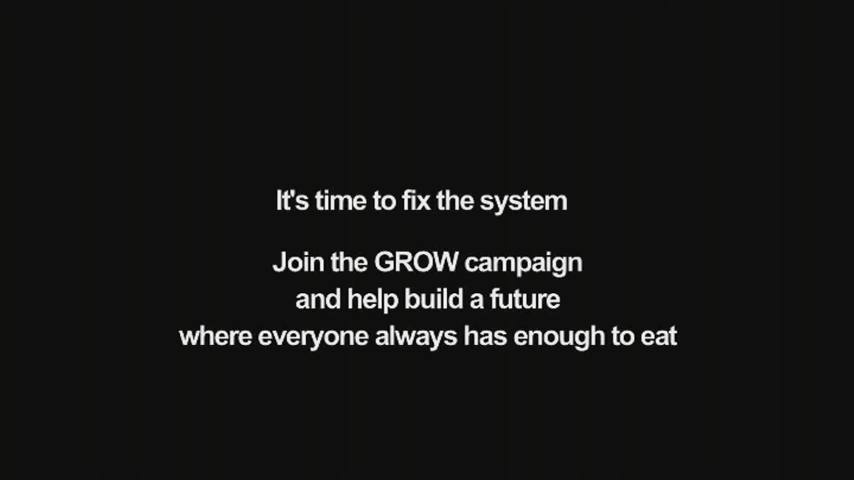 It's time to fix the system
Join the GROW campaign
and help build a future
where everyone always has enough to eat